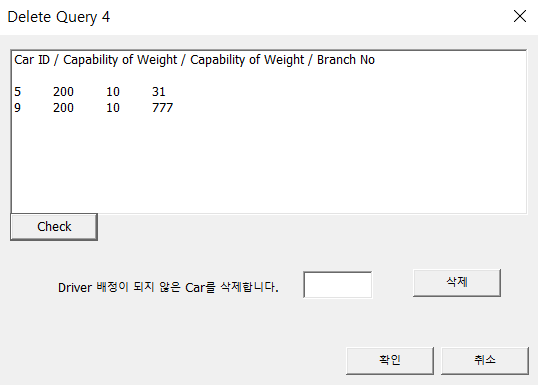 Delete Query 4
Car ID / Capability of Weight / Capability of Weight / Branch No
5 200 10 31
9 200 10 777
Check
Driver 배정이 되지 않은 Car를 삭제합니다.
삭제
확인
취소